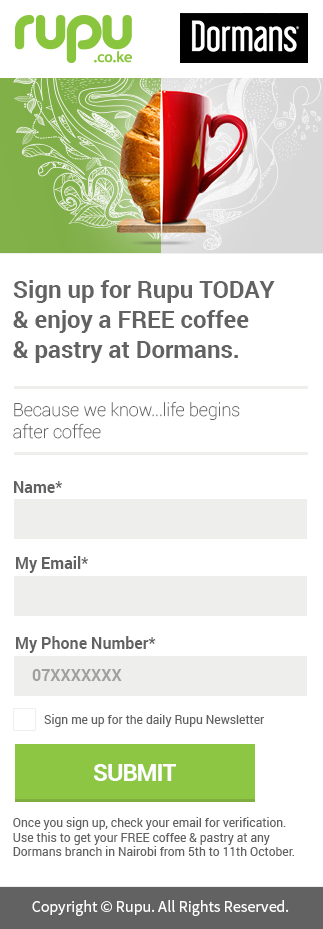 rupu
.co.ke
Dormans
Sign up for Rupu TODAY
& enjoy a FREE coffee
& pastry at Dormans.
Because we know...life begins
after coffee
Name*
My Email*
My Phone Number*
07XXXXXXX
Sign me up for the daily Rupu Newsletter
SUBMIT
Once you sign up, check your email for verification.
Use this to get your FREE coffee & pastry at any
Dormans branch in Nairobi from 5th to 11th October.
Copyright © Rupu. All Rights Reserved.